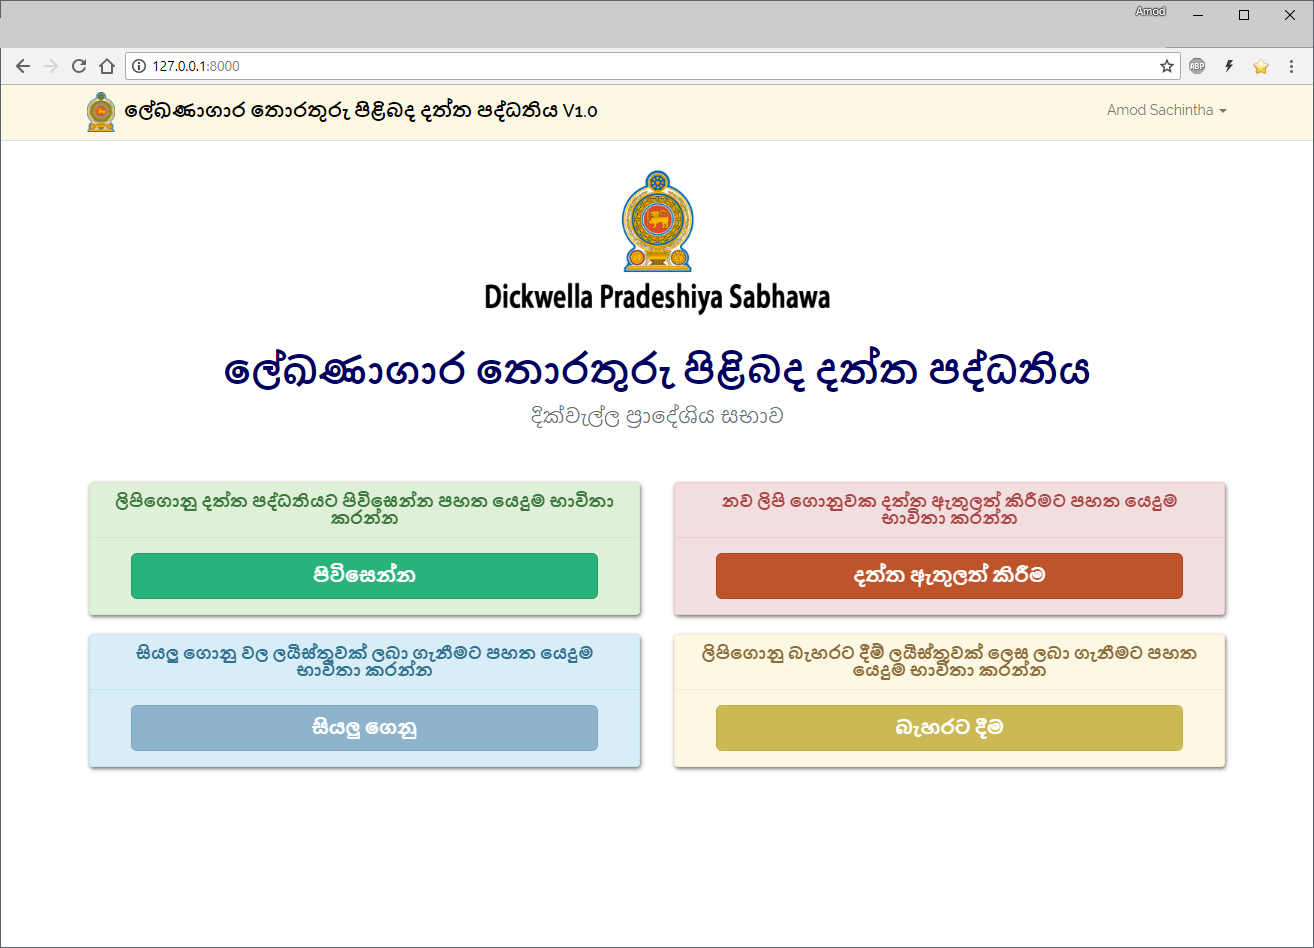 Amod
127.0.0.1:8000
ABP
ලේඛණාගාර තොරතුරු පිළිබද දත්ත පද්ධතිය V1.0
Amod Sachintha
Dickwella Pradeshiya Sabhawa
ලේඛණාගාර තොරතුරු පිළිබද දත්ත පද්ධතිය
දික්වැල්ල ප්‍රාදේශිය සභාව
ලිපිගොනු දත්ත පද්ධතියට පිවිසෙන්න පහත යෙදුම භාවිතා
කරන්න
පිවිසෙන්න
නව ලිපි ගොනුවක දත්ත ඇතුලත් කිරීමට පහත යෙදුම
භාවිතා කරන්න
දත්ත ඇතුලත් කිරීම
සියලු ගොනු වල ලයිස්තුවක් ලබා ගැනීමට පහත යෙදුම
භාවිතා කරන්න
සියලු ගෙනු
ලිපිගොනු බැහරට දීම් ලයිස්තුවක් ලෙස ලබා ගැනීමට පහත
යෙදුම භාවිතා කරන්න
බැහරට දීම